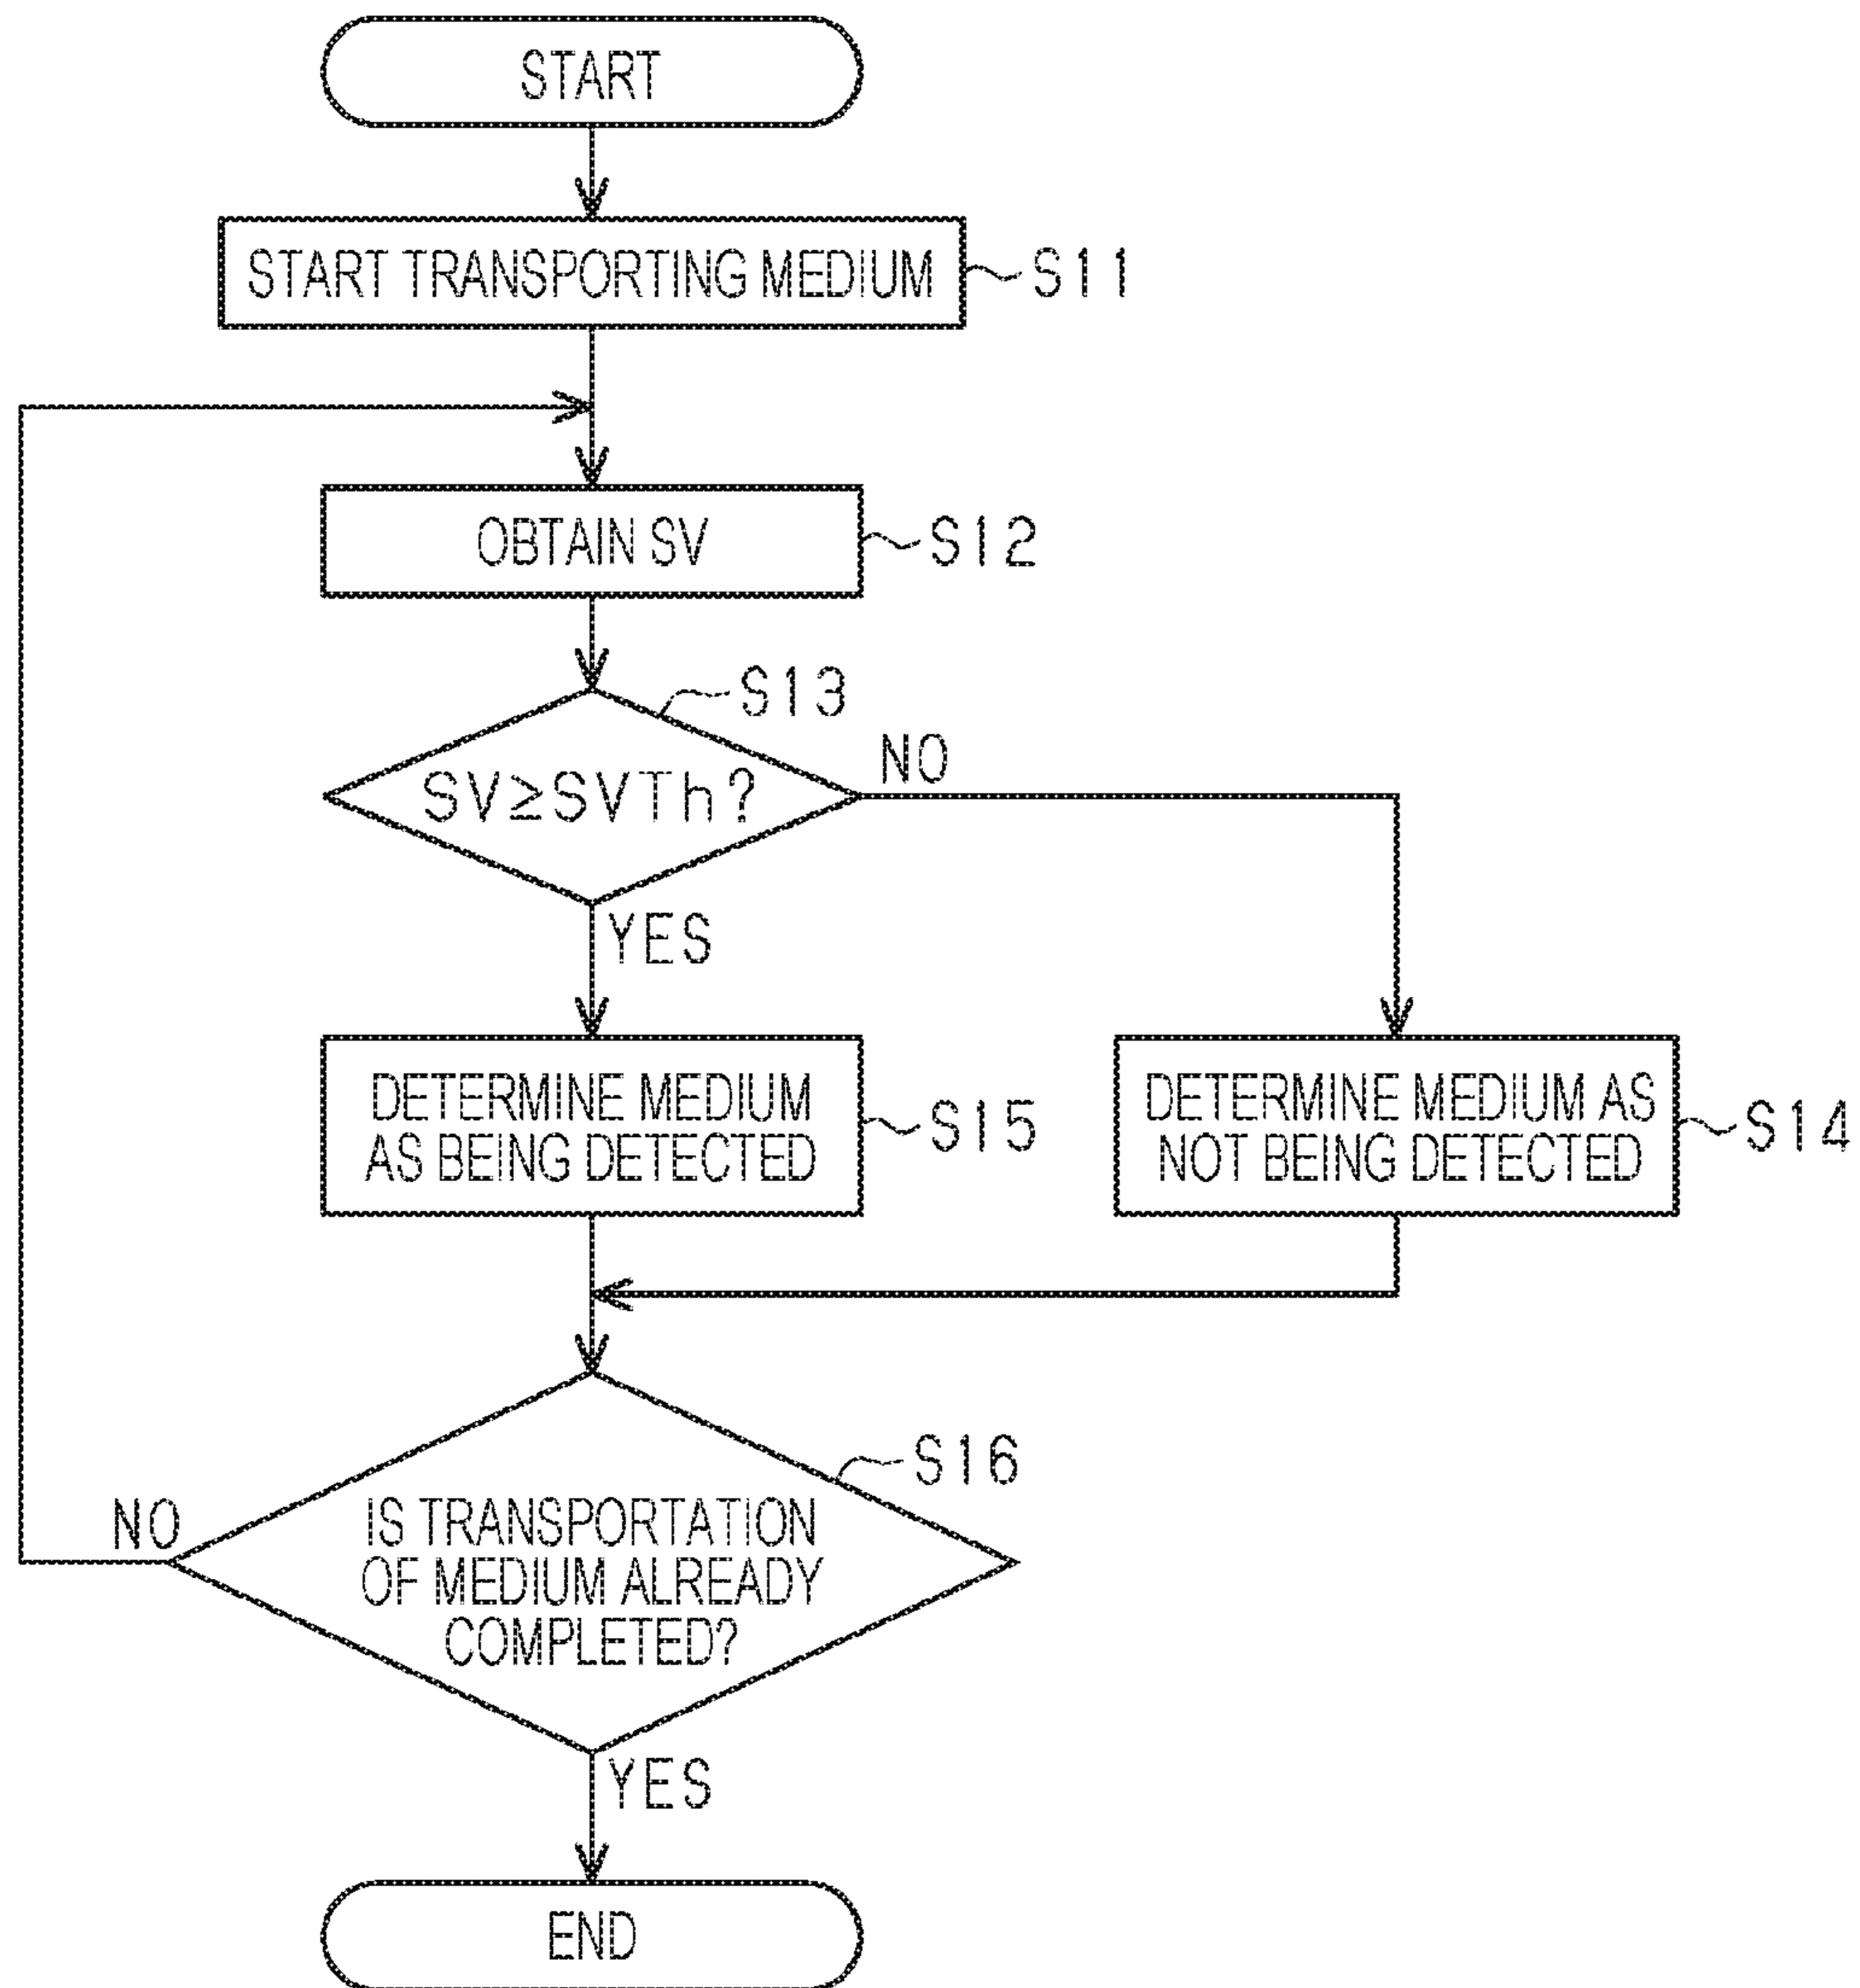 START
START TRANSPORTING MEDIUM
S11
OBTAIN SV
S12
S13
SV≧SVTh?
NO
YES
DETERMINE MEDIUM
AS BEING DETECTED
S15
DETERMINE MEDIUM AS
NOT BEING DETECTED
S14
S16
IS TRANSPORTATION
OF MEDIUM ALREADY
COMPLETED?
NO
YES
END